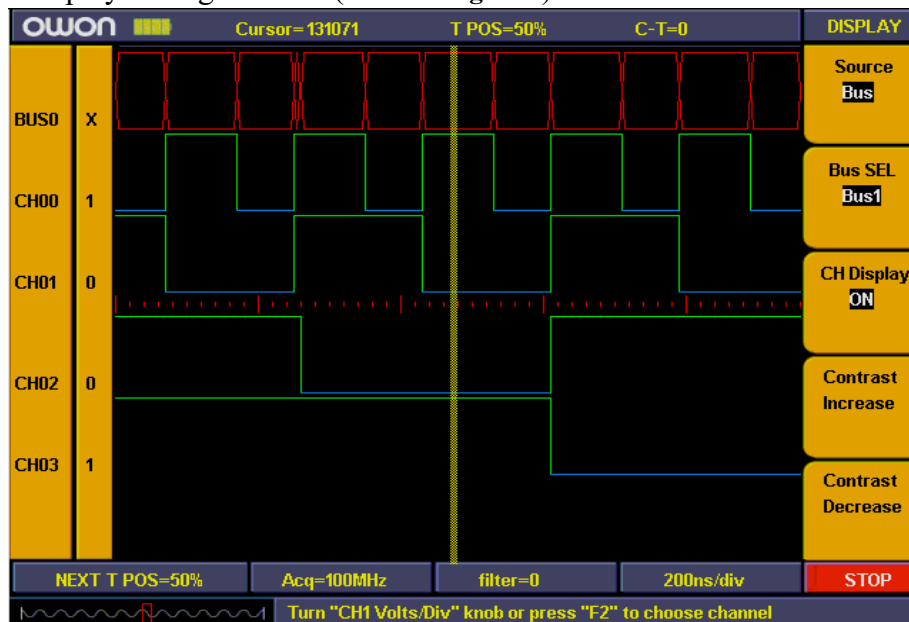 owon Cursor=131071 T POS=50% C-T=0 DISPLAY
Source
Bus
BUS0 X
Bus SEL
Bus1
CH00 1
CH Display
ON
CH01 0
CH02 0
Contrast
Increase
CH03 1
Contrast
Decrease
NEXT T POS=50% Acq=100MHz filter=0 200ns/div STOP
Turn "CH1 Volts/Div" knob or press "F2" to choose channel